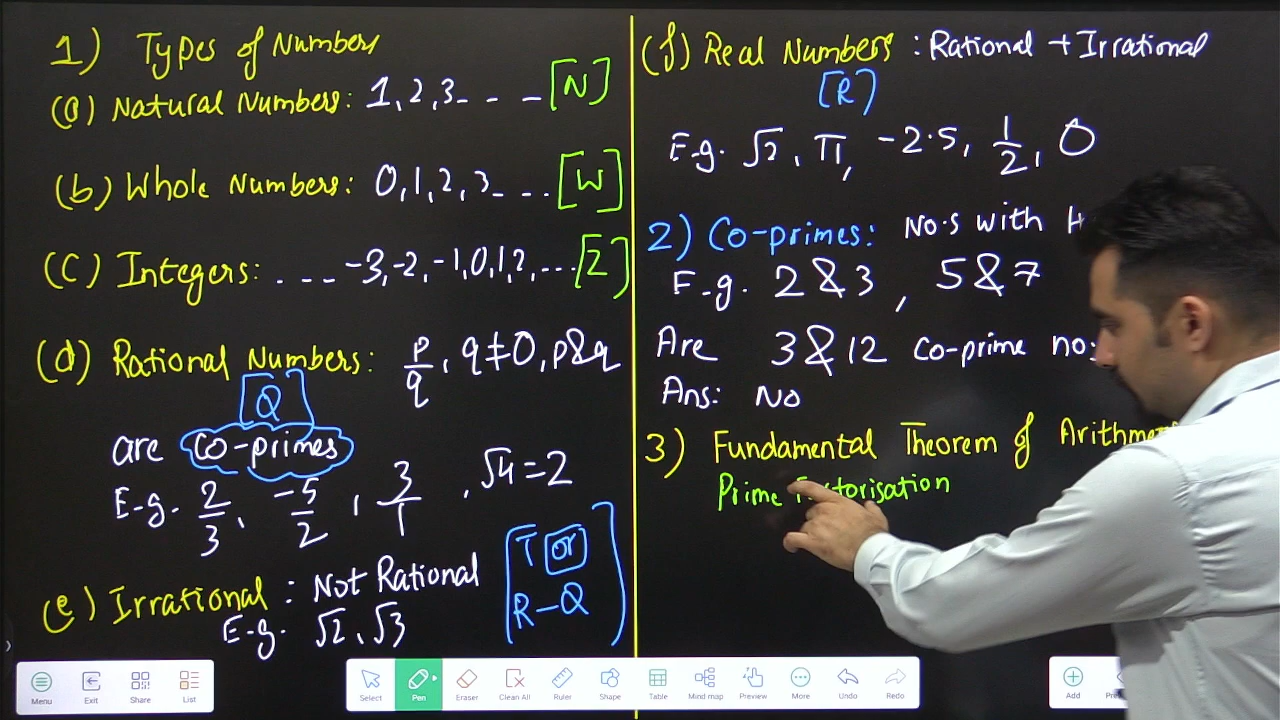 1) Types of Numbers
(a) Natural Numbers: 1, 2, 3- - - [N]
(b) Whole Numbers: 0, 1, 2, 3- - - [W]
(c) Integers: . - - -3, -2, -1, 0, 1, 2, ... [Z]
(d) Rational Numbers: p/q, q≠0, p&q
[Q]
are co-primes
E-g. 2/3, -5/2, 3/1, √4=2
(e) Irrational: Not Rational
E-g. √2, √3
[T or
R-Q]
(f) Real Numbers: Rational + Irrational
[R]
E-g. √2, π, -2.5, 1/2, 0
2) Co-primes: No.s with
E-g. 2&3, 5&7
Are 3&12 co-prime
Ans: No
3) Fundamental Theorem of
Prime
Menu
Exit
Share
List
Select
Pen
Eraser
Clean All
Ruler
Shape
Table
Mind map
Preview
More
Undo
Redo
Add